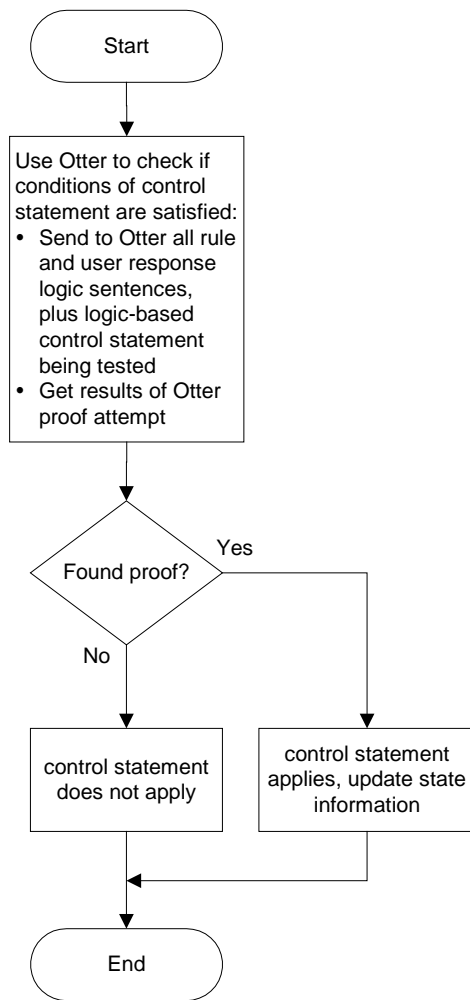 Start
Use Otter to check if
conditions of control
statement are satisfied:
• Send to Otter all rule
and user response
logic sentences,
plus logic-based
control statement
being tested
• Get results of Otter
proof attempt
Yes
Found proof?
No
control statement
does not apply
control statement
applies, update state
information
End